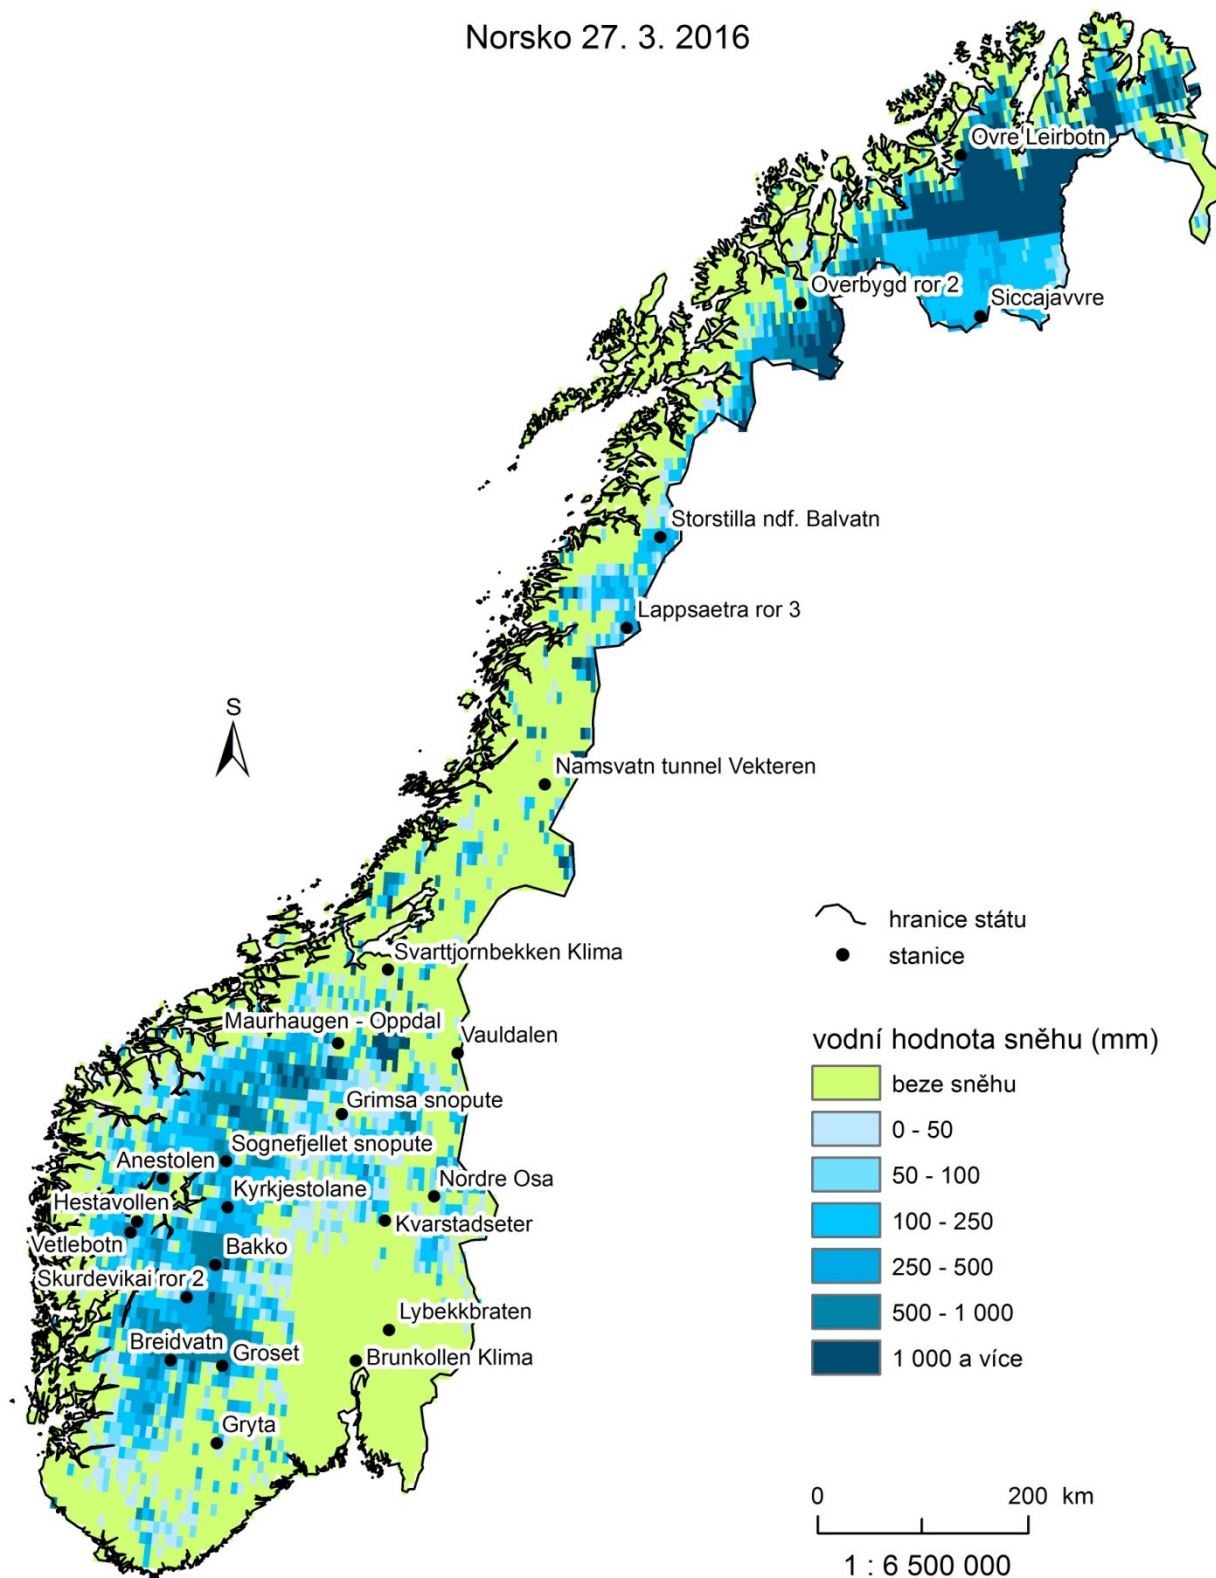 Norsko 27. 3. 2016
Ovre Leirbotn
Overbygd ror 2
Siccajavvre
Storstilla ndf. Balvatn
Lappsaetra ror 3
S
Namsvatn tunnel Vekteren
hranice státu
Svarttjornbekken Klima
stanice
Maurhaugen - Oppdal
Vauldalen
vodní hodnota sněhu (mm)
beze sněhu
Grimsa snopute
0 - 50
Sognefjellet snopute
Anestolen
50 - 100
Nordre Osa
Kyrkjestolane
Hestavollen
Kvarstadseter
100 - 250
Vetlebotn
Bakko
250 - 500
Skurdevikai ror 2
Lybekkbraten
500 - 1 000
Breidvatn
Groset
Brunkollen Klima
1 000 a více
Gryta
0 200 km
1 : 6 500 000